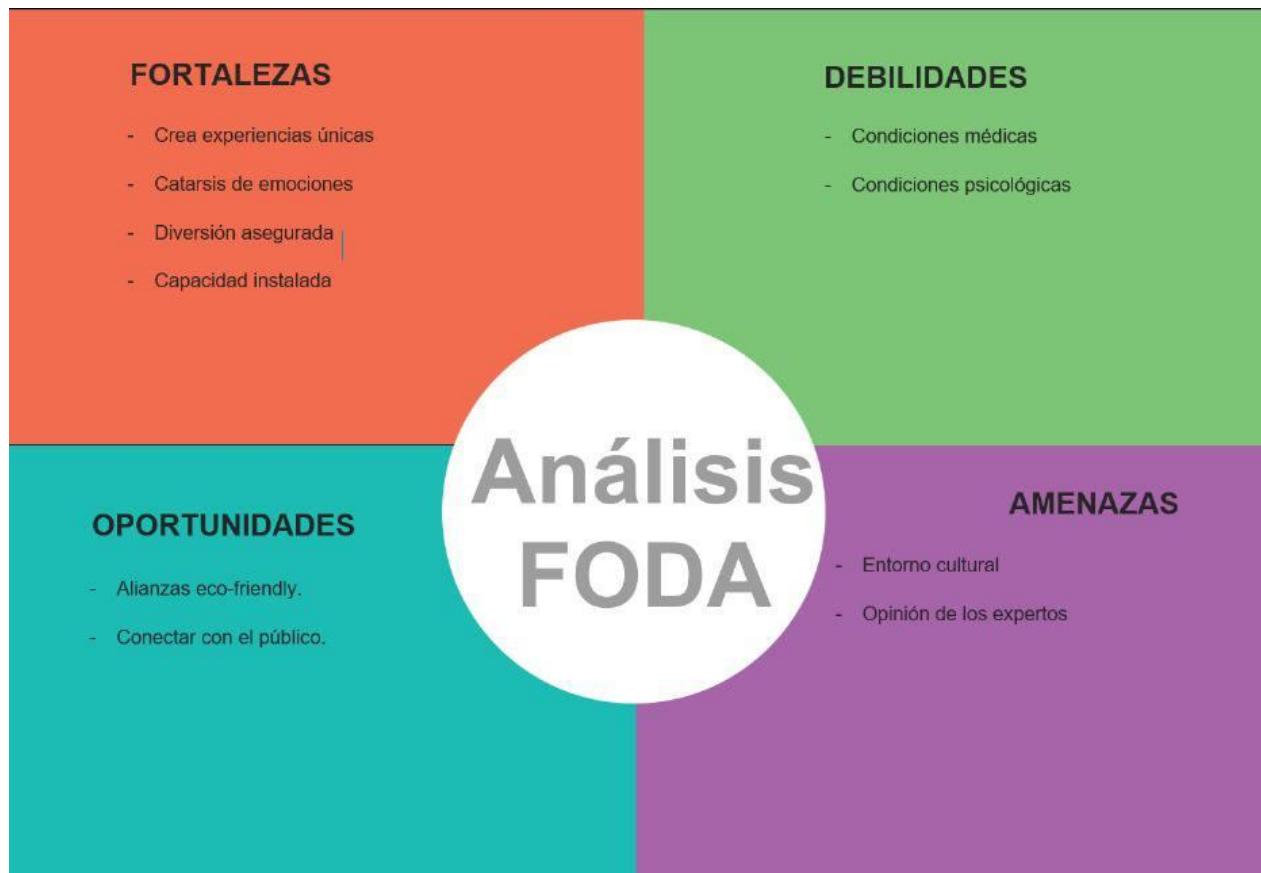 FORTALEZAS
- Crea experiencias únicas
- Catarsis de emociones
- Diversión asegurada
- Capacidad instalada
DEBILIDADES
- Condiciones médicas
- Condiciones psicológicas
Análisis
FODA
OPORTUNIDADES
- Alianzas eco-friendly.
- Conectar con el público.
AMENAZAS
- Entorno cultural
- Opinión de los expertos